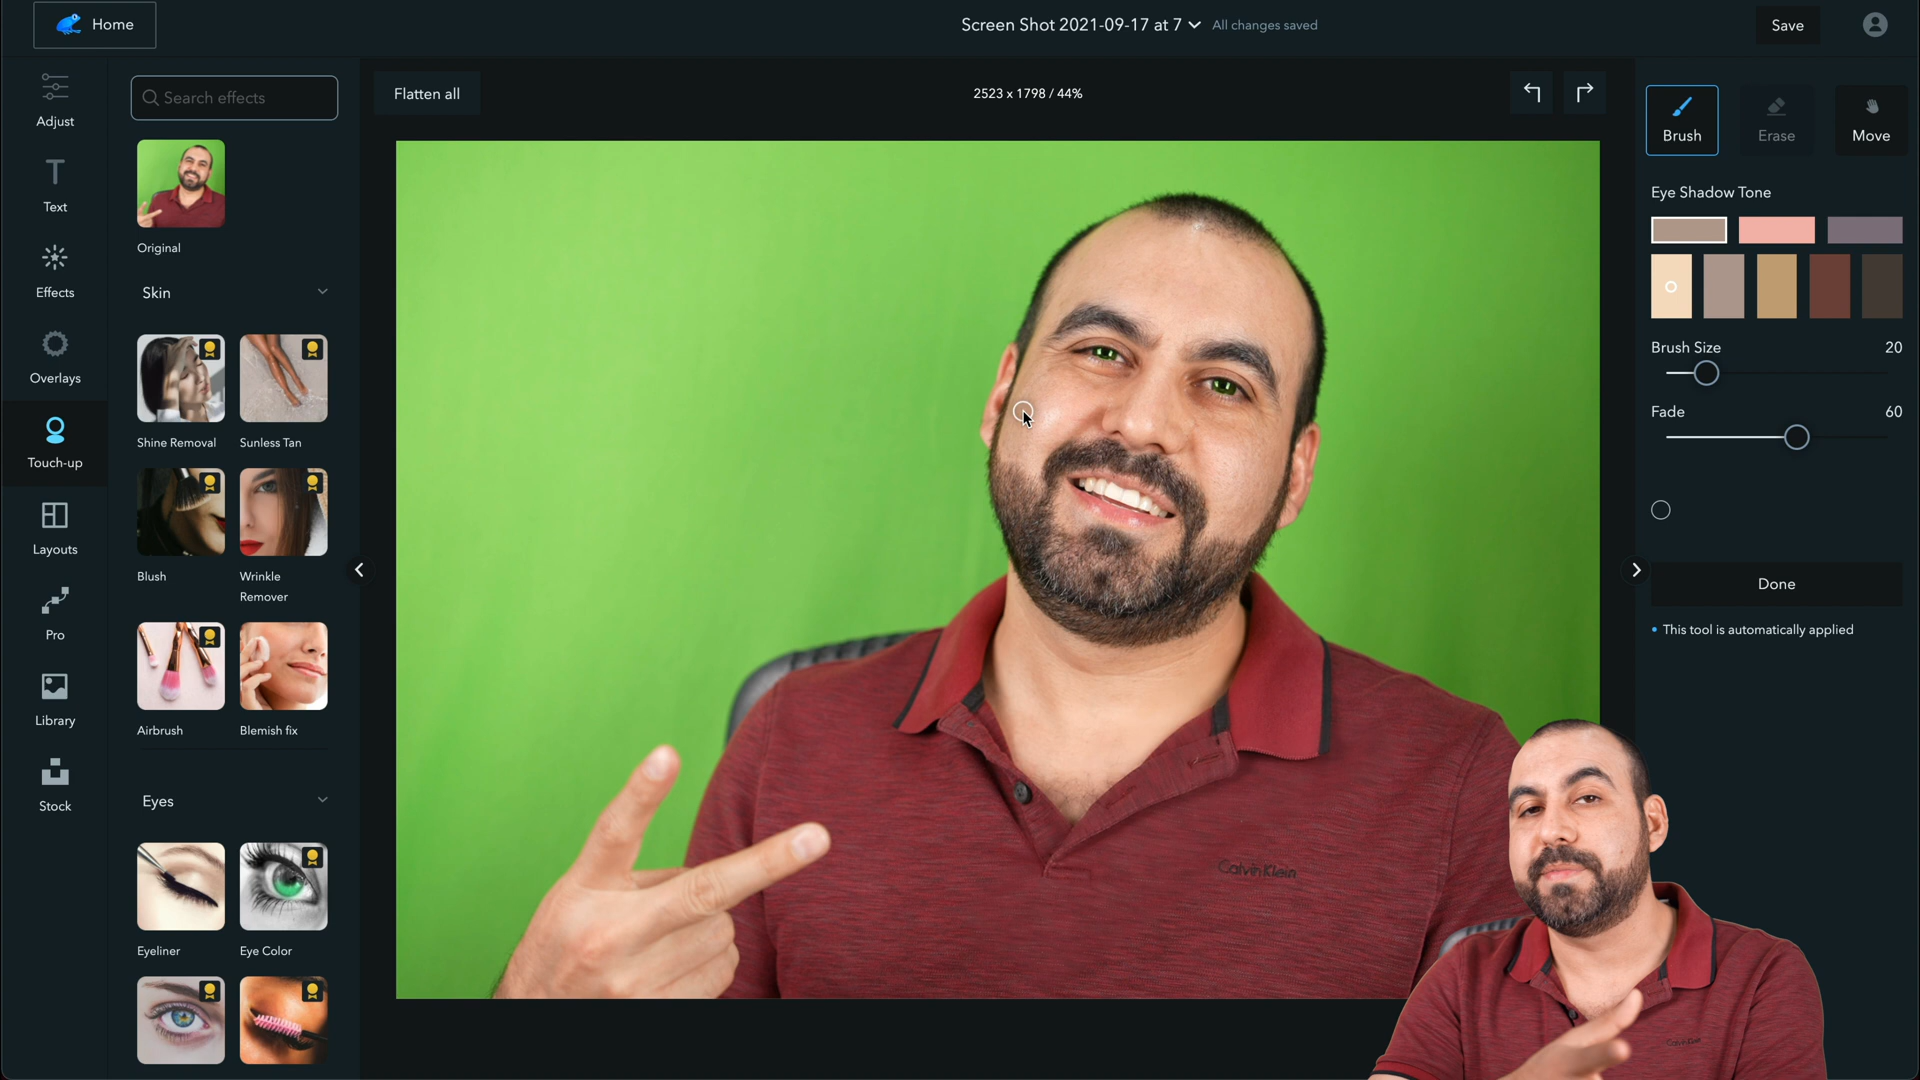 Home
Screen Shot 2021-09-17 at 7
All changes saved
Save
Adjust
Text
Effects
Overlays
Touch-up
Layouts
Pro
Library
Stock
Search effects
Original
Skin
Shine Removal
Sunless Tan
Blush
Wrinkle
Remover
Airbrush
Blemish fix
Eyes
Eyeliner
Eye Color
Flatten all
2523 x 1798 / 44%
Calvin Klein
Brush
Erase
Move
Eye Shadow Tone
Brush Size
20
Fade
60
Done
This tool is automatically applied
Calvin Klein